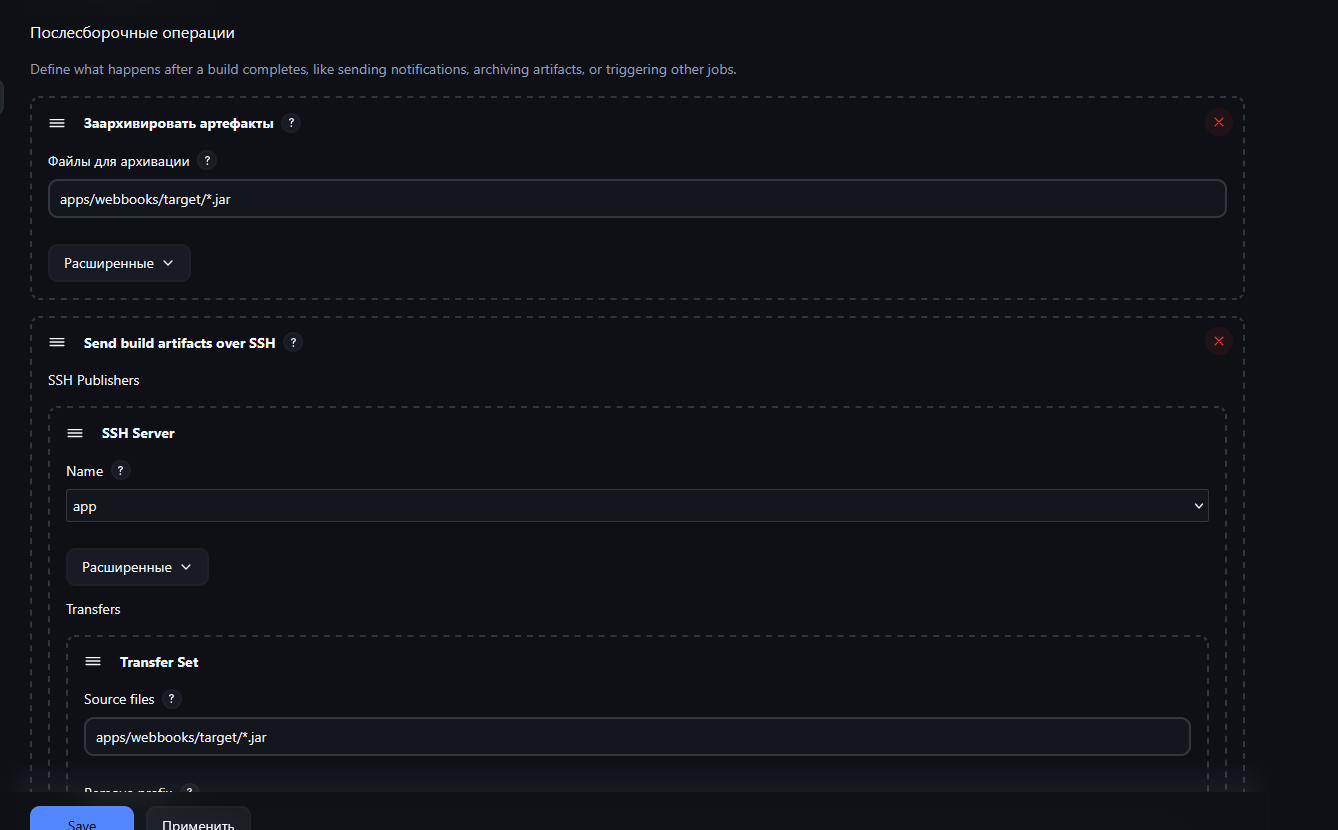 Послесборочные операции
Define what happens after a build completes, like sending notifications, archiving artifacts, or triggering other jobs.
Заархивировать артефакты ?
Файлы для архивации ?
apps/webbooks/target/*.jar
Расширенные
Send build artifacts over SSH ?
SSH Publishers
SSH Server
Name ?
app
Расширенные
Transfers
Transfer Set
Source files ?
apps/webbooks/target/*.jar
Remove prefix ?
Save
Применить